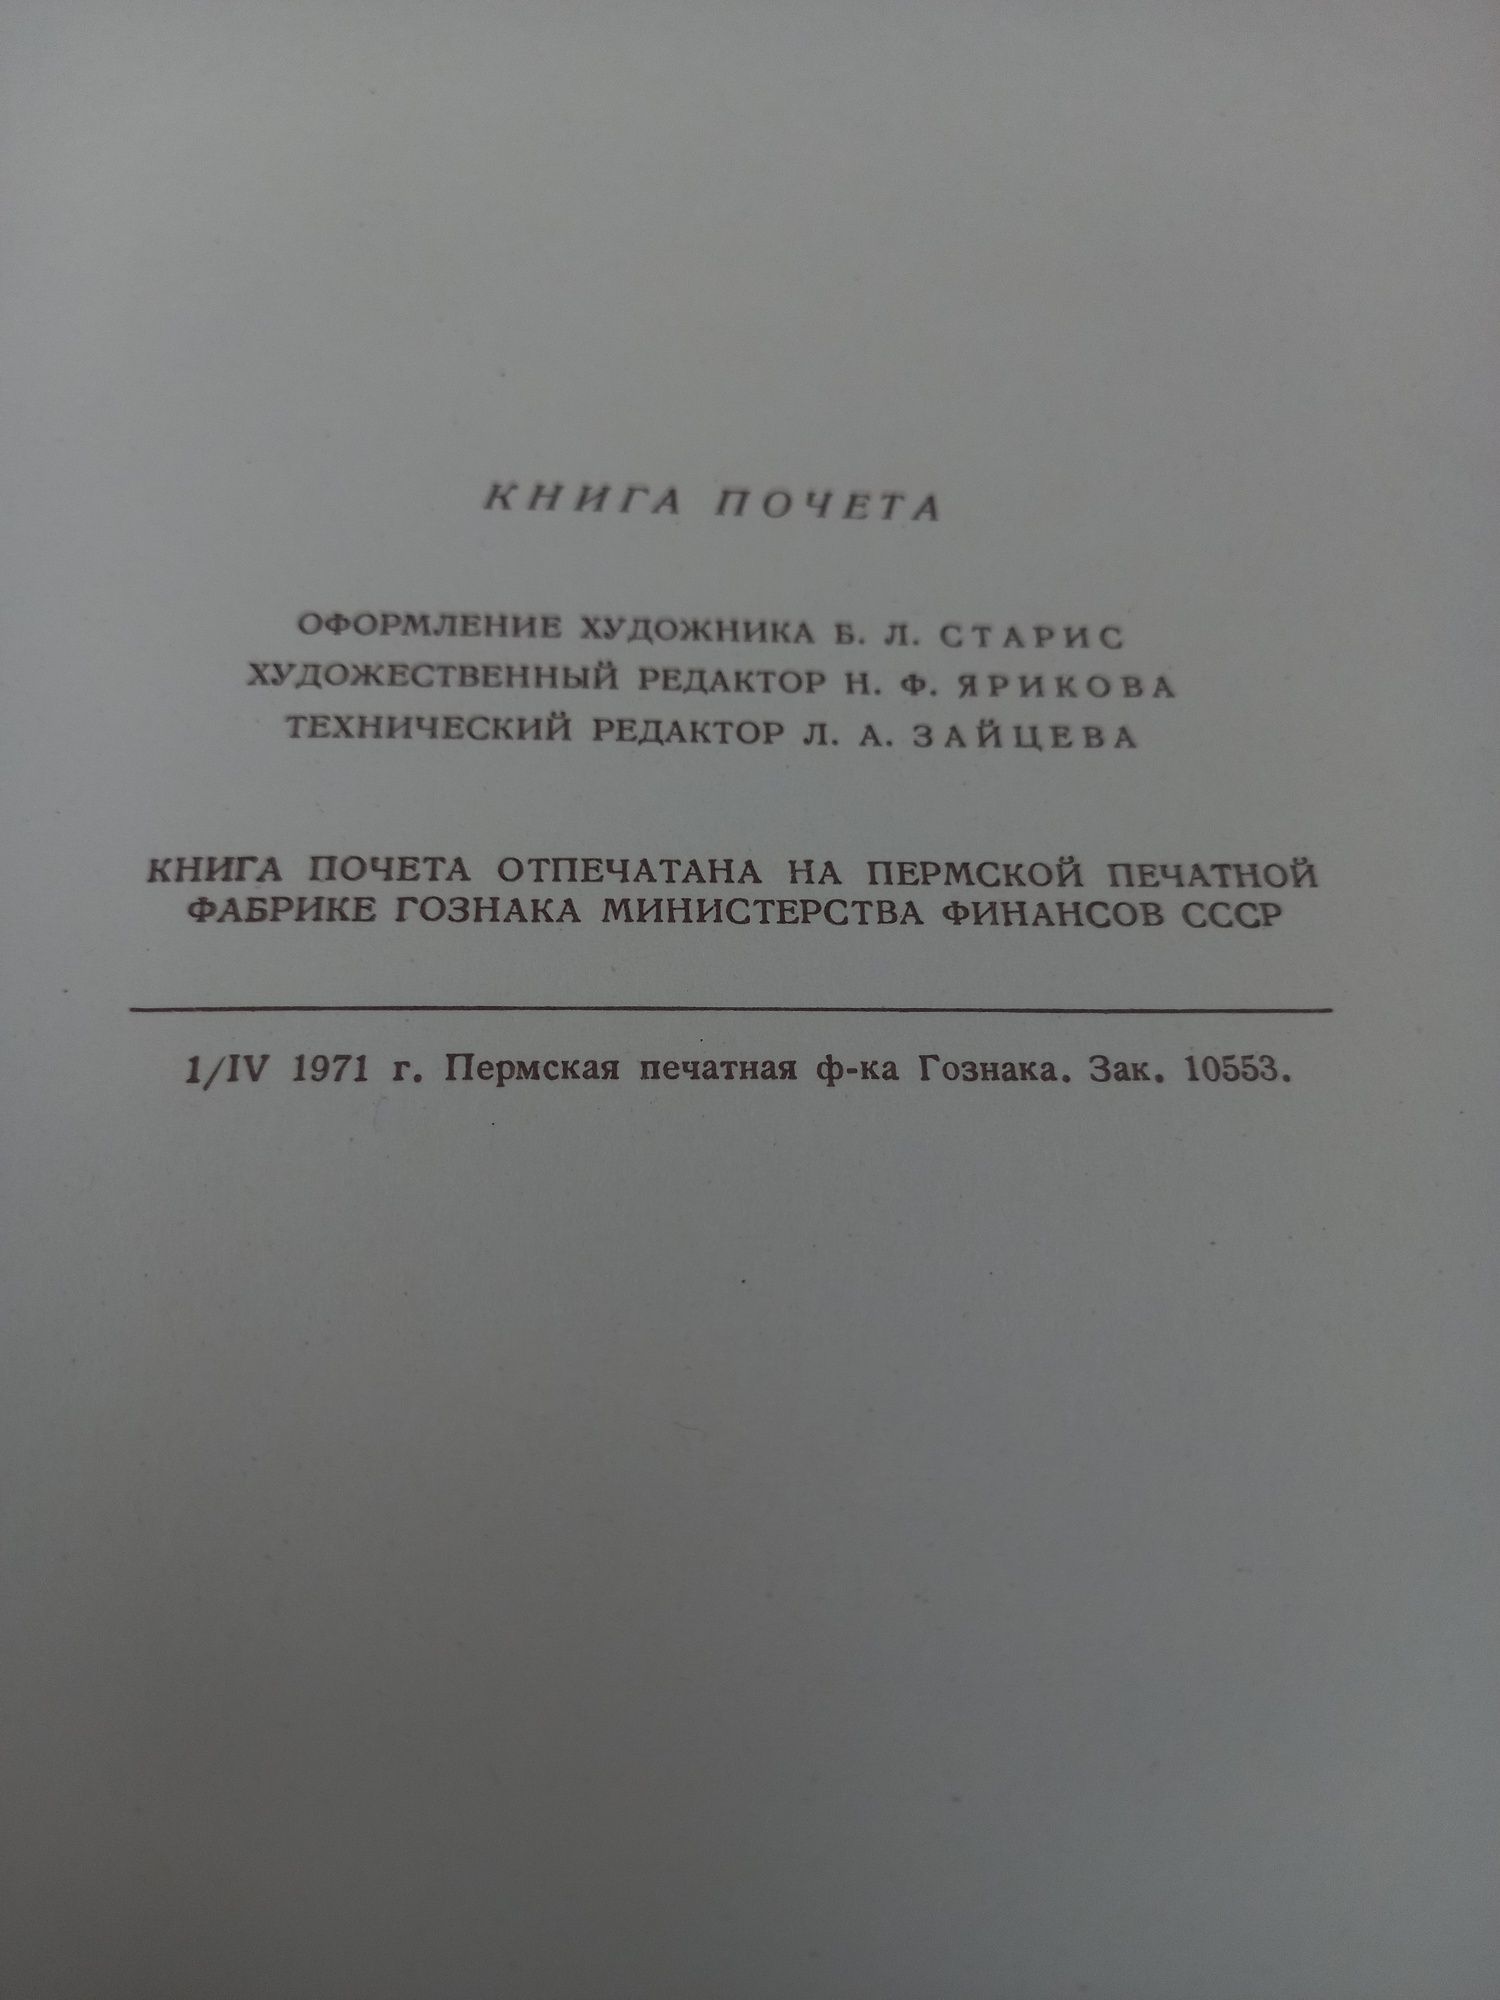 КНИГА ПОЧЕТА
ОФОРМЛЕНИЕ ХУДОЖНИКА Б. Л. СТАРИС
ХУДОЖЕСТВЕННЫЙ РЕДАКТОР Н. Ф. ЯРИКОВА
ТЕХНИЧЕСКИЙ РЕДАКТОР Л. А. ЗАЙЦЕВА
КНИГА ПОЧЕТА ОТПЕЧАТАНА НА ПЕРМСКОЙ ПЕЧАТНОЙ
ФАБРИКЕ ГОЗНАКА МИНИСТЕРСТВА ФИНАНСОВ СССР
1/IV 1971 г. Пермская печатная ф-ка Гознака. Зак. 10553.